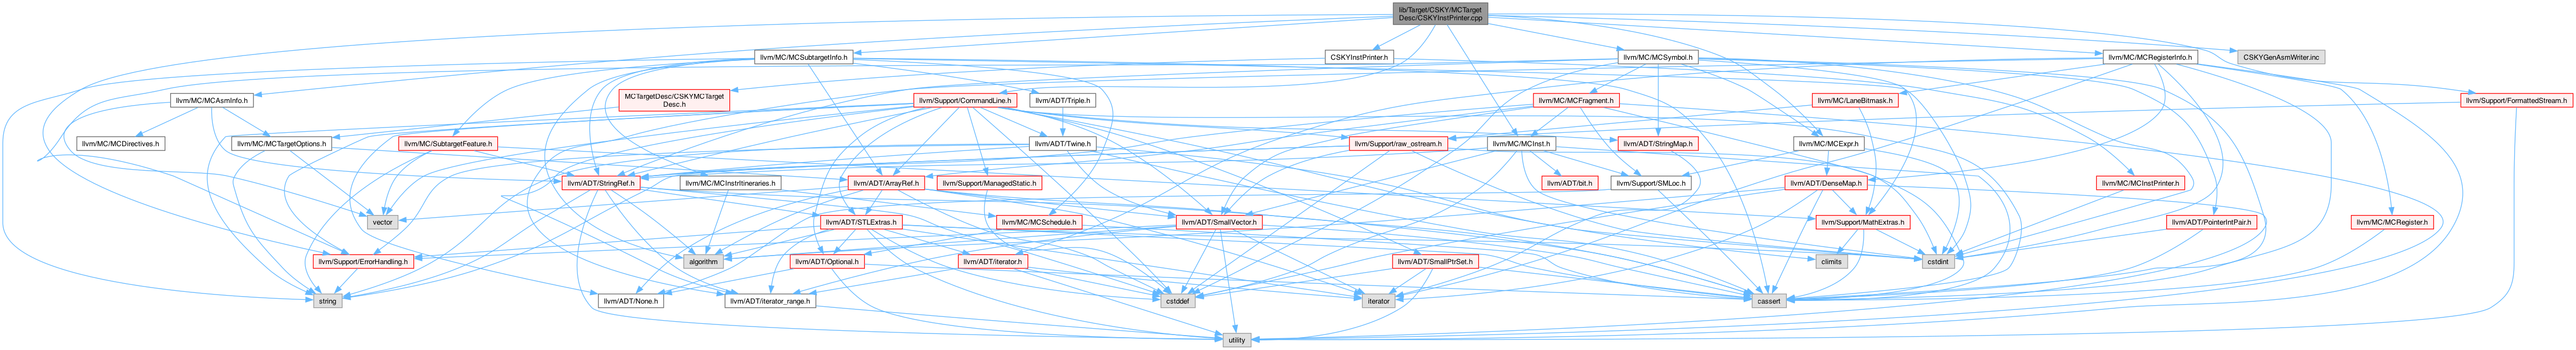 lib/Target/CSKY/MCTarget
Desc/CSKYInstPrinter.cpp
llvm/MC/MCSubtargetInfo.h
CSKYInstPrinter.h
llvm/MC/MCSymbol.h
llvm/MC/MCRegisterInfo.h
CSKYGenAsmWriter.inc
llvm/MC/MCAsmInfo.h
MCTargetDesc/CSKYMCTarget
Desc.h
llvm/Support/CommandLine.h
llvm/ADT/Triple.h
llvm/MC/MCFragment.h
llvm/MC/LaneBitmask.h
llvm/Support/FormattedStream.h
llvm/MC/MCDirectives.h
llvm/MC/MCTargetOptions.h
llvm/MC/SubtargetFeature.h
llvm/ADT/Twine.h
llvm/Support/raw_ostream.h
llvm/ADT/StringMap.h
llvm/MC/MCInst.h
llvm/MC/MCExpr.h
llvm/ADT/StringRef.h
llvm/MC/MCInstrItineraries.h
llvm/ADT/ArrayRef.h
llvm/Support/ManagedStatic.h
llvm/ADT/bit.h
llvm/Support/SMLoc.h
llvm/ADT/DenseMap.h
llvm/MC/MCInstPrinter.h
vector
llvm/ADT/STLExtras.h
llvm/MC/MCSchedule.h
llvm/ADT/SmallVector.h
llvm/Support/MathExtras.h
llvm/ADT/PointerIntPair.h
llvm/MC/MCRegister.h
llvm/Support/ErrorHandling.h
algorithm
llvm/ADT/Optional.h
llvm/ADT/iterator.h
llvm/ADT/SmallPtrSet.h
climits
cstdint
string
llvm/ADT/None.h
llvm/ADT/iterator_range.h
cstddef
iterator
cassert
utility